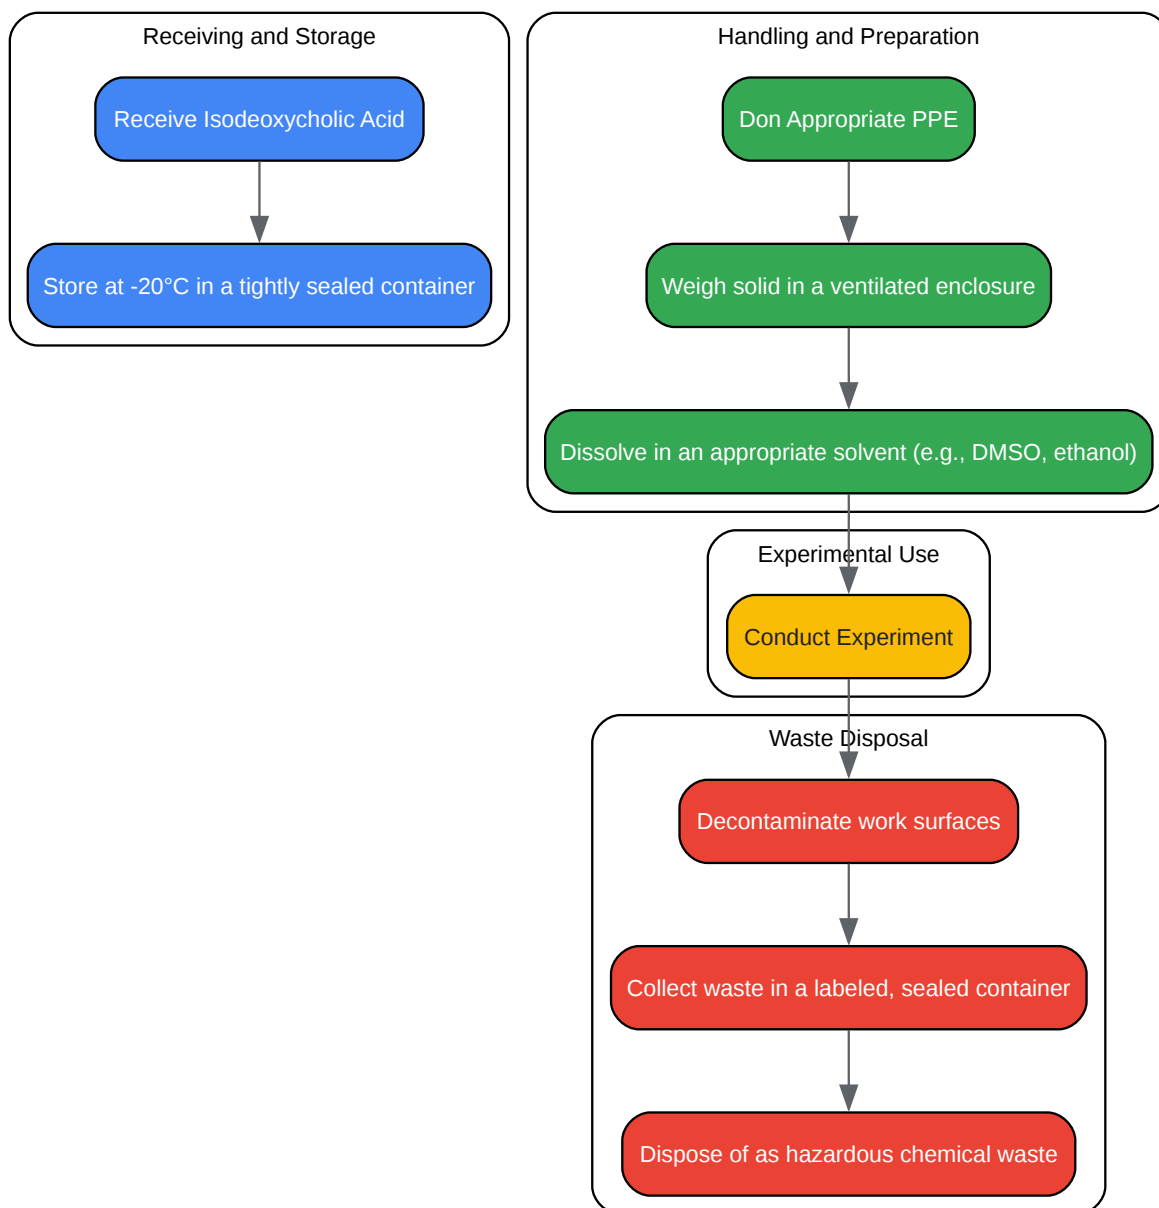 Receiving and Storage
Receive Isodeoxycholic Acid
Store at -20°C in a tightly sealed container
Handling and Preparation
Don Appropriate PPE
Weigh solid in a ventilated enclosure
Dissolve in an appropriate solvent (e.g., DMSO, ethanol)
Experimental Use
Conduct Experiment
Waste Disposal
Decontaminate work surfaces
Collect waste in a labeled, sealed container
Dispose of as hazardous chemical waste